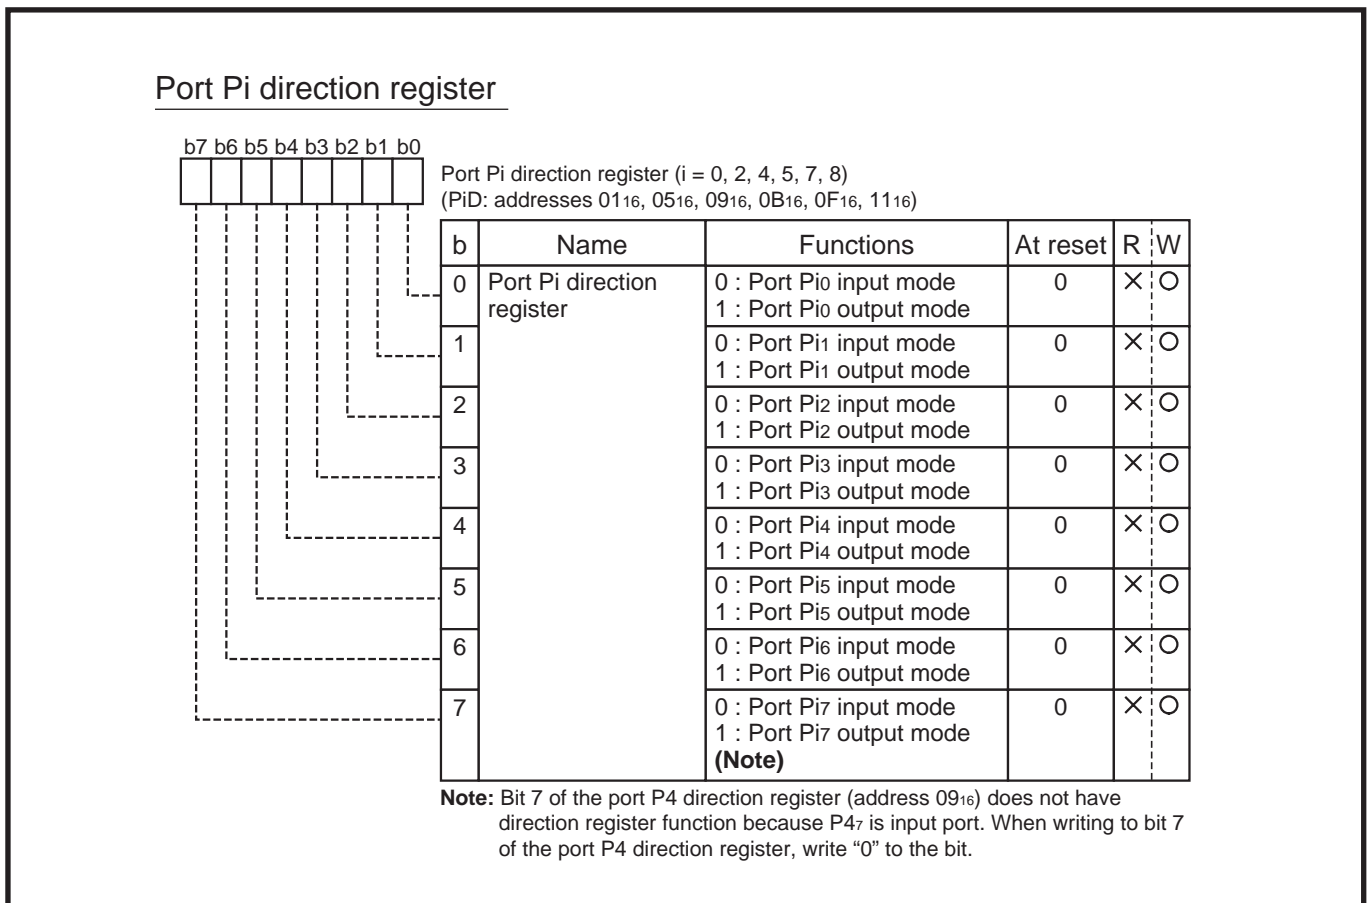 Port Pi direction register
b7 b6 b5 b4 b3 b2 b1 b0
Port Pi direction register (i = 0, 2, 4, 5, 7, 8)
(PiD: addresses 0116, 0516, 0916, 0B16, 0F16, 1116)
b Name Functions At reset R W
0 Port Pi direction 0 : Port Pi0 input mode 0 × ○
register 1 : Port Pi0 output mode
1 0 : Port Pi1 input mode 0 × ○
1 : Port Pi1 output mode
2 0 : Port Pi2 input mode 0 × ○
1 : Port Pi2 output mode
3 0 : Port Pi3 input mode 0 × ○
1 : Port Pi3 output mode
4 0 : Port Pi4 input mode 0 × ○
1 : Port Pi4 output mode
5 0 : Port Pi5 input mode 0 × ○
1 : Port Pi5 output mode
6 0 : Port Pi6 input mode 0 × ○
1 : Port Pi6 output mode
7 0 : Port Pi7 input mode 0 × ○
1 : Port Pi7 output mode
(Note)
Note: Bit 7 of the port P4 direction register (address 0916) does not have
direction register function because P47 is input port. When writing to bit 7
of the port P4 direction register, write “0” to the bit.